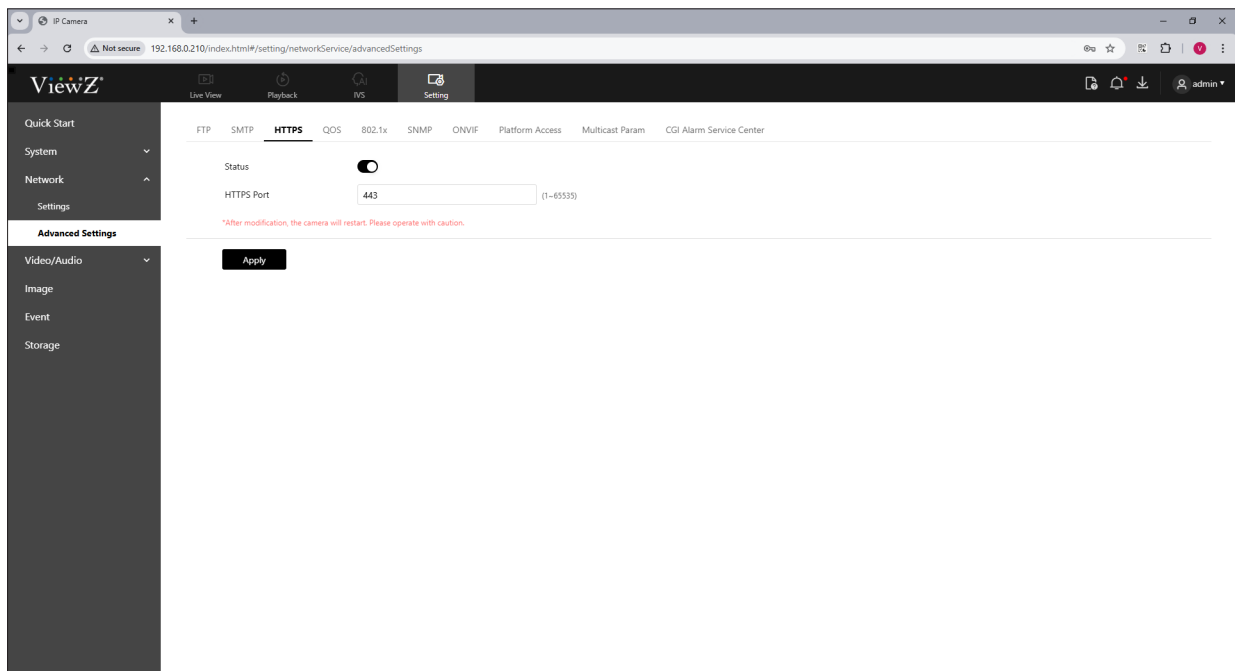 IP Camera
Not secure 192.168.0.210/index.html#/setting/networkService/advancedSettings
V
ViewZ
Live View Playback AI IVS Setting
admin
Quick Start
System
Network
Settings
Advanced Settings
Video/Audio
Image
Event
Storage
FTP SMTP HTTPS QOS 802.1x SNMP ONVIF Platform Access Multicast Param CGI Alarm Service Center
Status
HTTPS Port 443 (1~65535)
*After modification, the camera will restart. Please operate with caution.
Apply